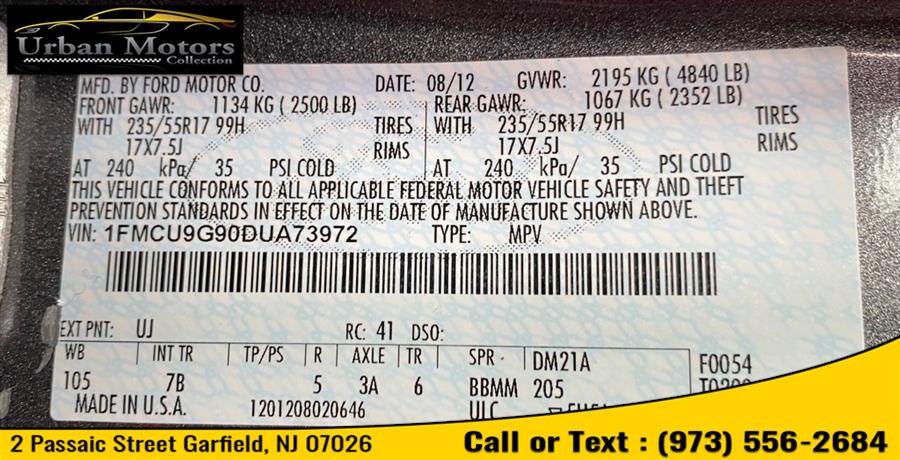 Urban Motors
Collection
MFD. BY FORD MOTOR CO. DATE: 08/12 GVWR: 2195 KG ( 4840 LB)
FRONT GAWR: 1134 KG ( 2500 LB) REAR GAWR: 1067 KG ( 2352 LB)
WITH 235/55R17 99H TIRES WITH 235/55R17 99H TIRES
17X7.5J RIMS 17X7.5J RIMS
AT 240 kPa/ 35 PSI COLD AT 240 kPa/ 35 PSI COLD
THIS VEHICLE CONFORMS TO ALL APPLICABLE FEDERAL MOTOR VEHICLE SAFETY AND THEFT
PREVENTION STANDARDS IN EFFECT ON THE DATE OF MANUFACTURE SHOWN ABOVE.
VIN: 1FMCU9G90DUA73972 TYPE: MPV
EXT PNT: UJ RC: 41 DSO:
WB INT TR TP/PS R AXLE TR SPR DM21A F0054
105 7B 5 3A 6 BBMM 205
MADE IN U.S.A. 1201208020646 ULC
2 Passaic Street Garfield, NJ 07026 Call or Text : (973) 556-2684